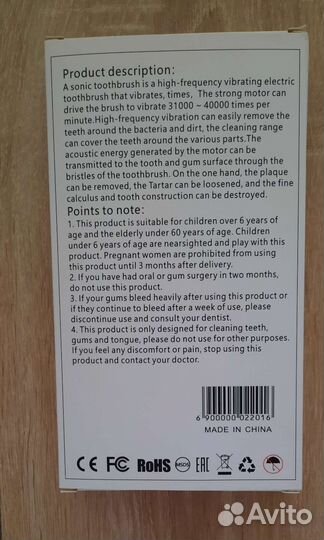 Product description:
A sonic toothbrush is a high-frequency vibrating electric
toothbrush that vibrates, times, The strong motor can
drive the brush to vibrate 31000 ~ 40000 times per
minute.High-frequency vibration can easily remove the
teeth around the bacteria and dirt, the cleaning range
can cover the teeth around the various parts.The
acoustic energy generated by the motor can be
transmitted to the tooth and gum surface through the
bristles of the toothbrush. On the one hand, the plaque
can be removed, the Tartar can be loosened, and the fine
calculus and tooth construction can be destroyed.
Points to note:
1. This product is suitable for children over 6 years of
age and the elderly under 60 years of age. Children
under 6 years of age are nearsighted and play with this
product. Pregnant women are prohibited from using
this product until 3 months after delivery.
2. If you have had oral or gum surgery in two months,
do not use this product.
3. If your gums bleed heavily after using this product or
if they continue to bleed after a week of use, please
discontinue use and consult your dentist.
4. This product is only designed for cleaning teeth,
gums and tongue, please do not use for other purposes.
If you feel any discomfort or pain, stop using this
product and contact your doctor.
6 900000 022016
MADE IN CHINA
CE FC RoHS MSDS EAC
Avito